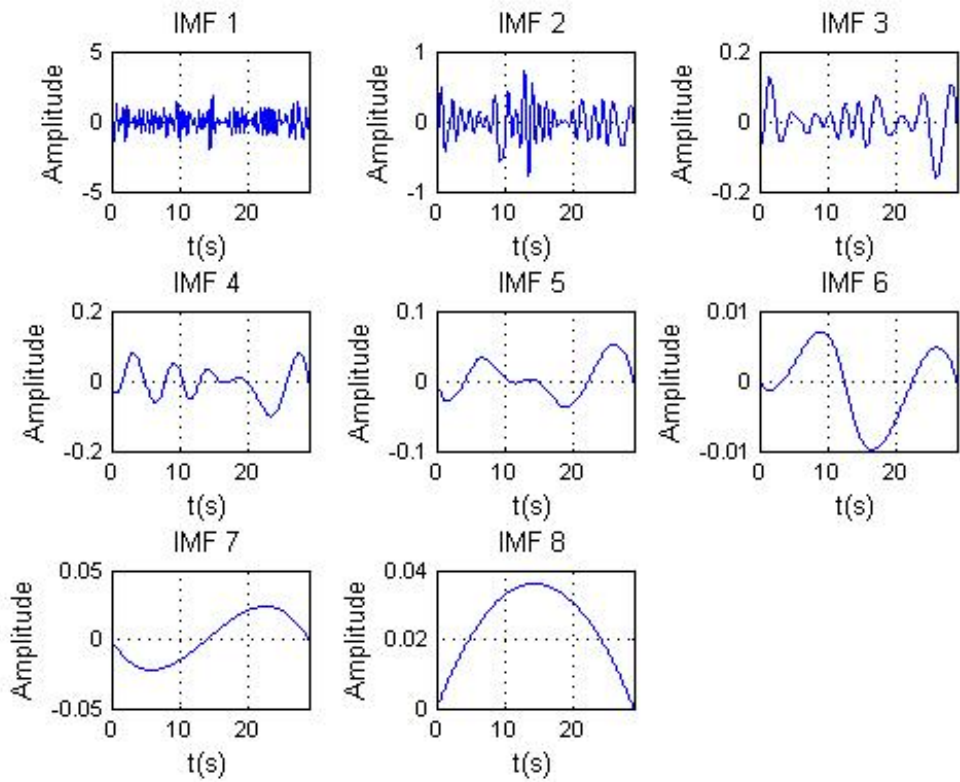 IMF 1
5
0
-5
Amplitude
0 10 20
t(s)
IMF 2
1
0
-1
Amplitude
0 10 20
t(s)
IMF 3
0.2
0
-0.2
Amplitude
0 10 20
t(s)
IMF 4
0.2
0
-0.2
Amplitude
0 10 20
t(s)
IMF 5
0.1
0
-0.1
Amplitude
0 10 20
t(s)
IMF 6
0.01
0
-0.01
Amplitude
0 10 20
t(s)
IMF 7
0.05
0
-0.05
Amplitude
0 10 20
t(s)
IMF 8
0.04
0.02
0
Amplitude
0 10 20
t(s)